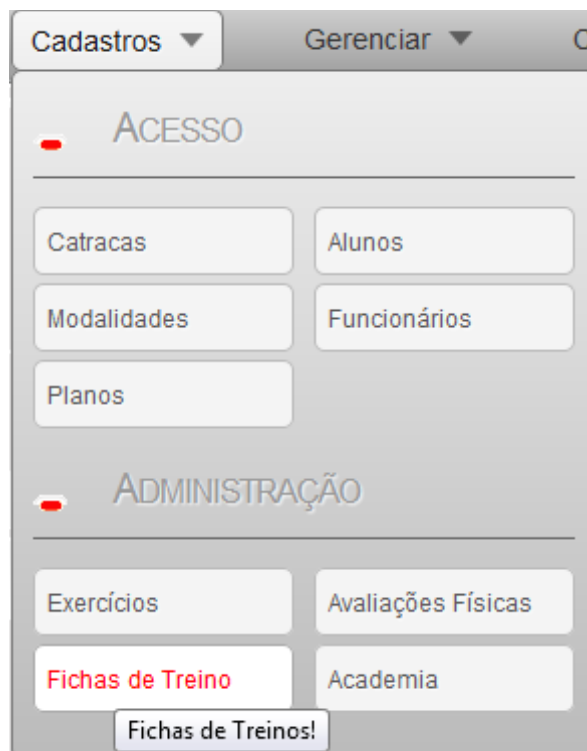 Cadastros
Gerenciar
ACESSO
Catracas
Alunos
Modalidades
Funcionários
Planos
ADMINISTRAÇÃO
Exercícios
Avaliações Físicas
Fichas de Treino
Academia
Fichas de Treinos!